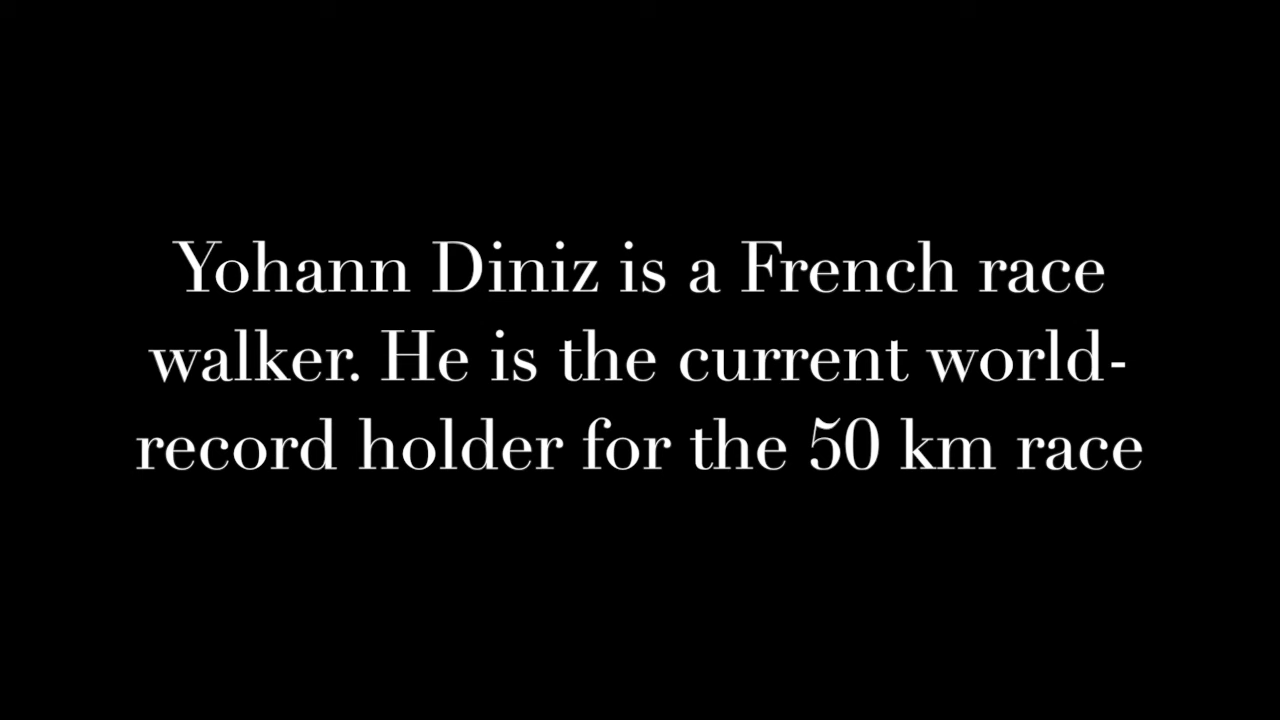 Yohann Diniz is a French race
walker. He is the current world-
record holder for the 50 km race